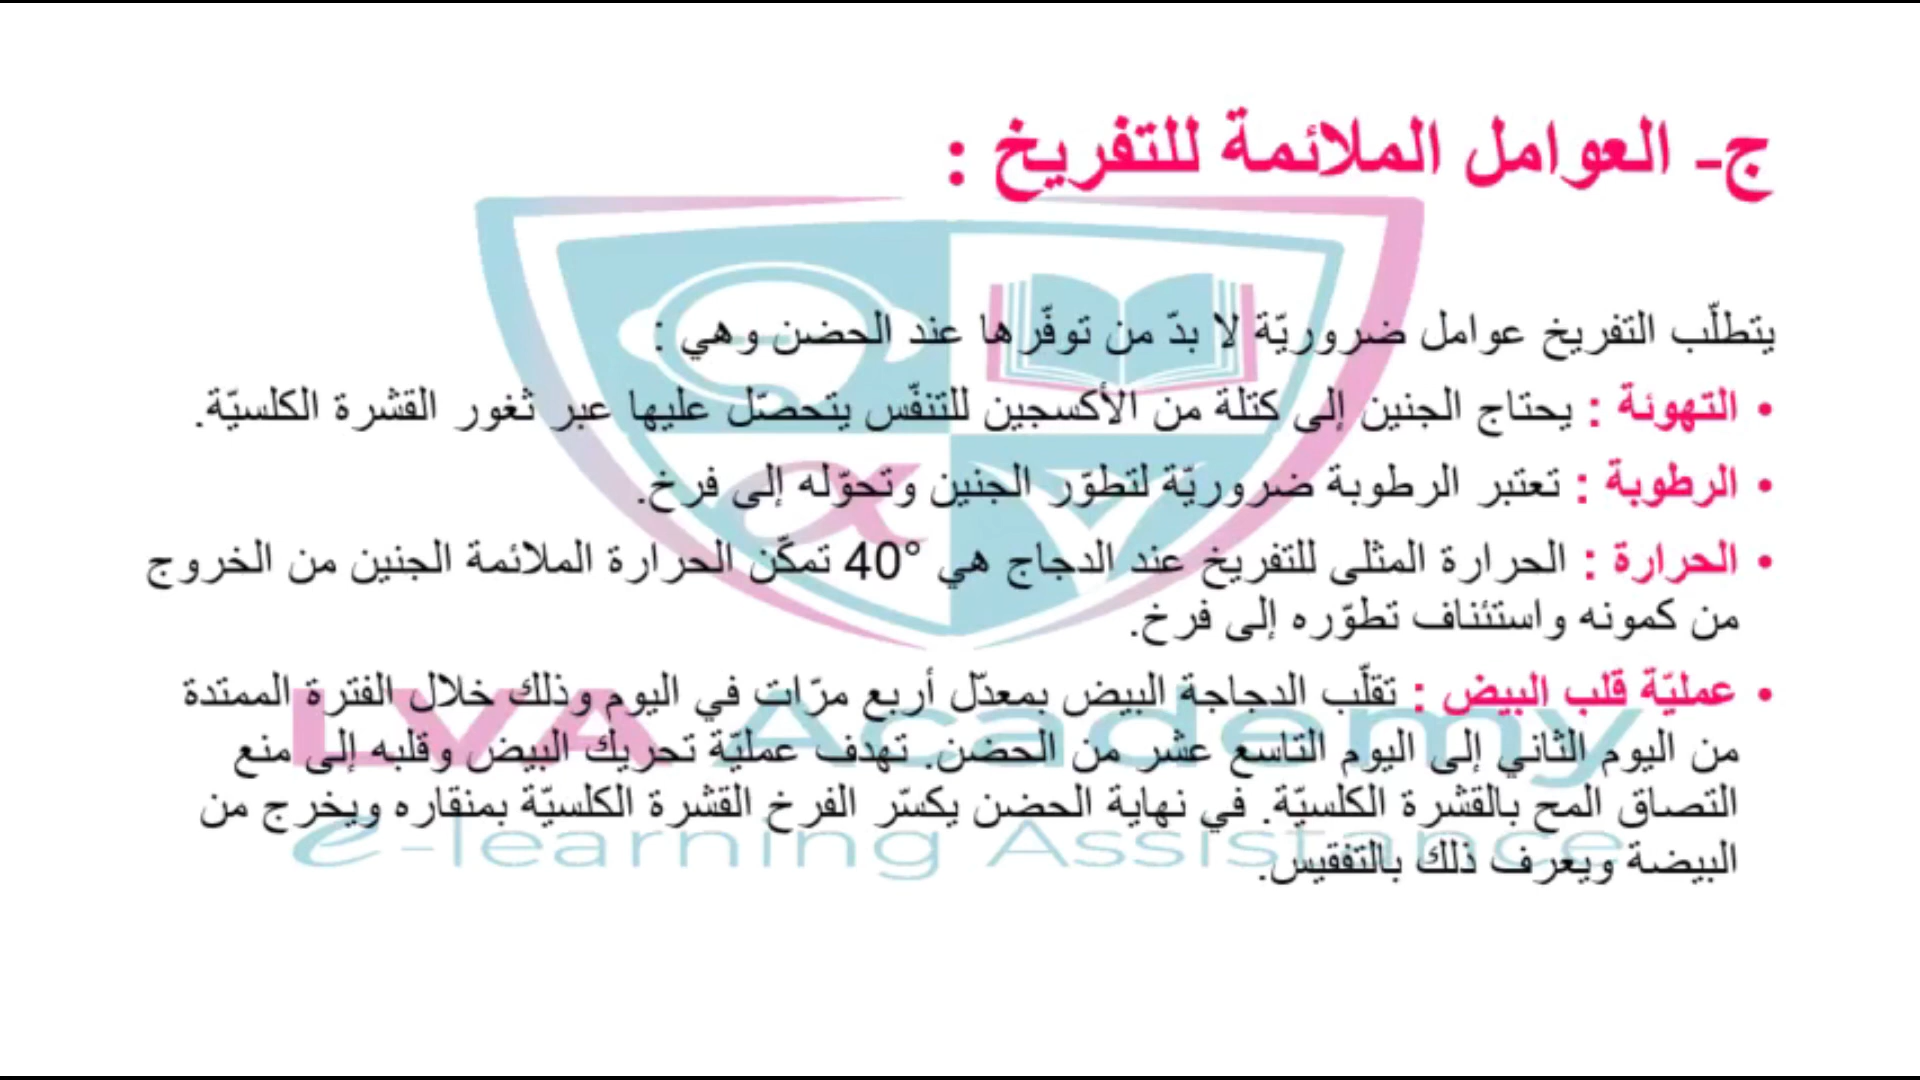 ج- العوامل الملائمة للتفريخ :
يتطلّب التفريخ عوامل ضروريّة لا بدّ من توفّرها عند الحضن وهي :
• التهوئة : يحتاج الجنين إلى كتلة من الأكسجين للتنفّس يتحصّل عليها عبر ثغور القشرة الكلسيّة.
• الرطوبة : تعتبر الرطوبة ضروريّة لتطوّر الجنين وتحوّله إلى فرخ.
• الحرارة : الحرارة المثلى للتفريخ عند الدجاج هي °40 تمكّن الحرارة الملائمة الجنين من الخروج
من كمونه واستئناف تطوّره إلى فرخ.
• عمليّة قلب البيض : تقلّب الدجاجة البيض بمعدّل أربع مرّات في اليوم وذلك خلال الفترة الممتدة
من اليوم الثاني إلى اليوم التاسع عشر من الحضن. تهدف عمليّة تحريك البيض وقلبه إلى منع
التصاق المح بالقشرة الكلسيّة. في نهاية الحضن يكسّر الفرخ القشرة الكلسيّة بمنقاره ويخرج من
البيضة ويعرف ذلك بالتفقيس.
LVA Academy
e-learning Assistance